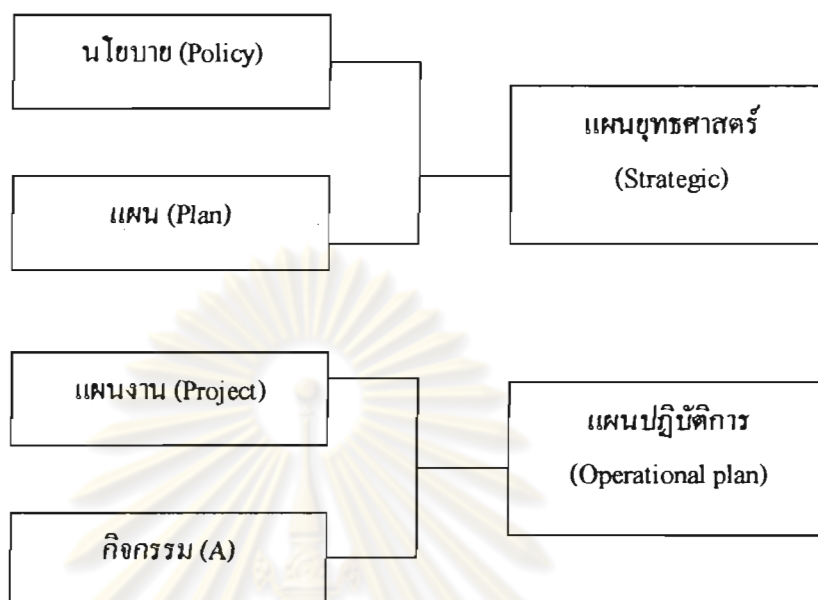 นโยบาย (Policy)
แผน (Plan)
แผนยุทธศาสตร์
(Strategic)
แผนงาน (Project)
กิจกรรม (A)
แผนปฏิบัติการ
(Operational plan)